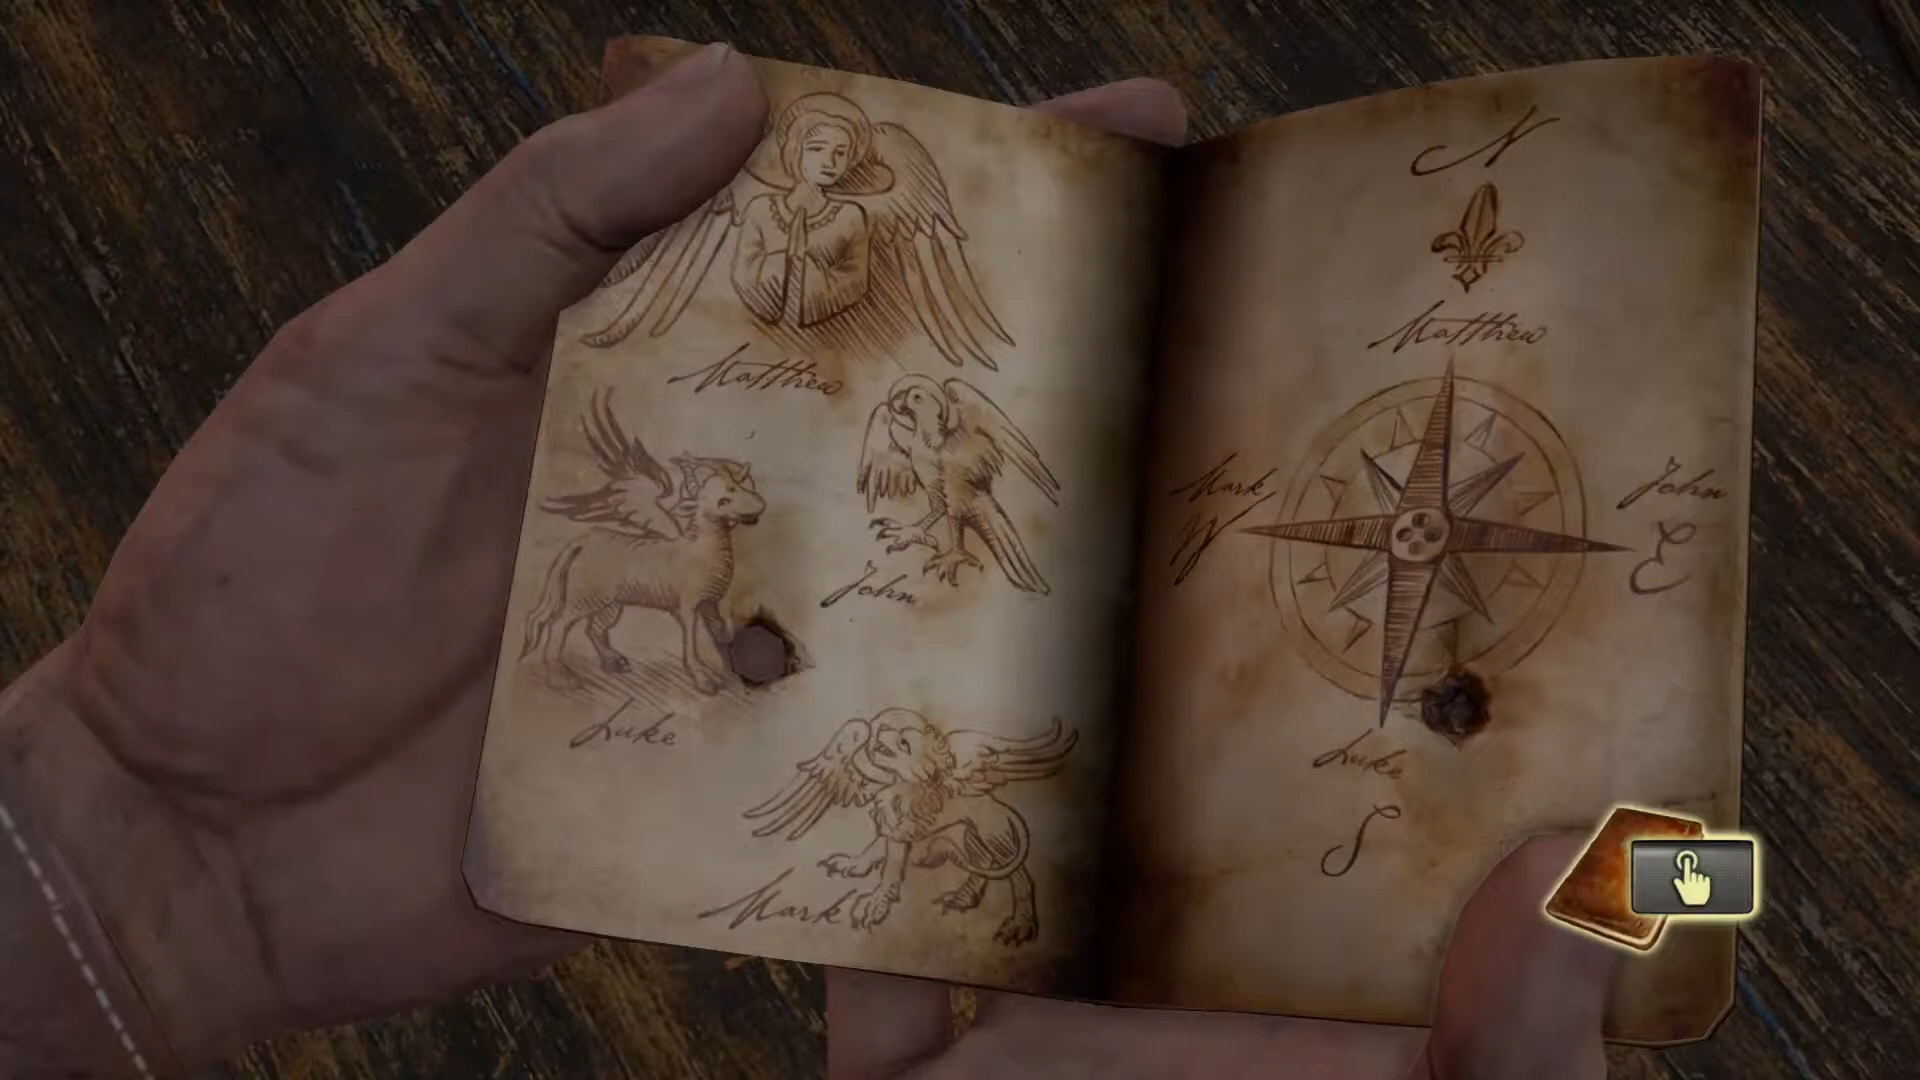 Matthew
John
Luke
Mark
N
Matthew
Mark
W
John
E
Luke
S